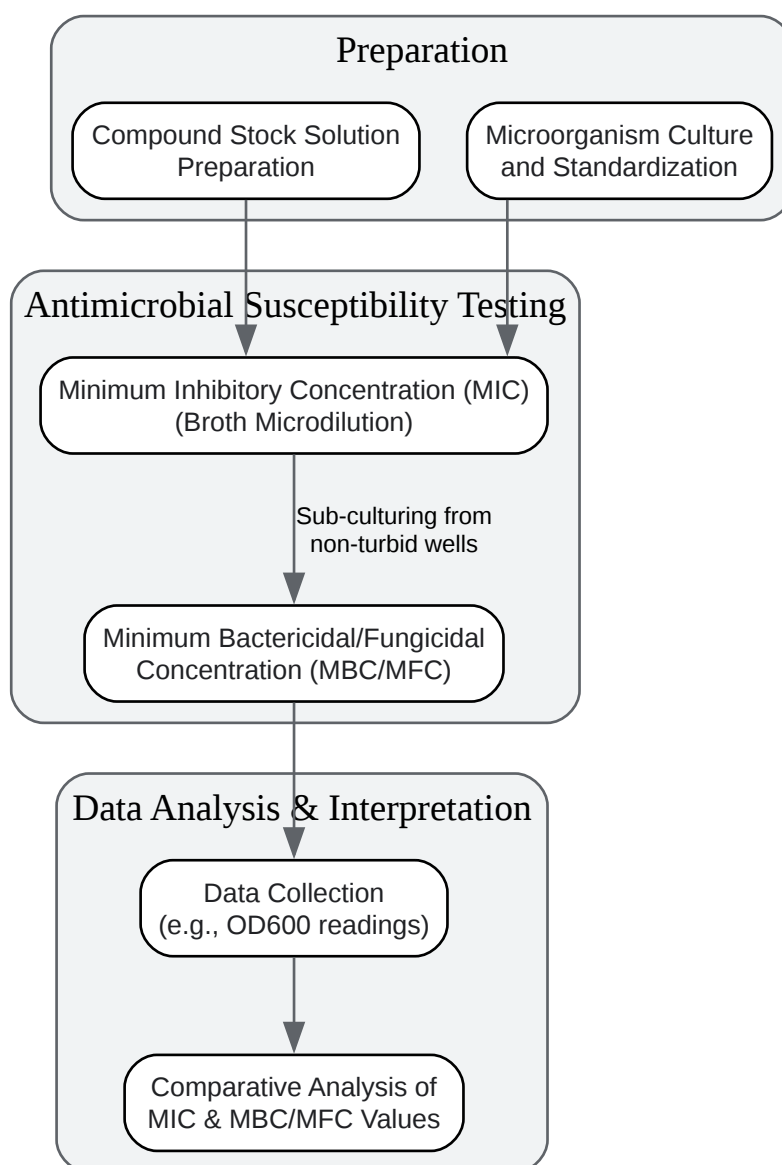 Preparation
Compound Stock Solution
Preparation
Microorganism Culture
and Standardization
Antimicrobial Susceptibility Testing
Minimum Inhibitory Concentration (MIC)
(Broth Microdilution)
Sub-culturing from
non-turbid wells
Minimum Bactericidal/Fungicidal
Concentration (MBC/MFC)
Data Analysis & Interpretation
Data Collection
(e.g., OD600 readings)
Comparative Analysis of
MIC & MBC/MFC Values